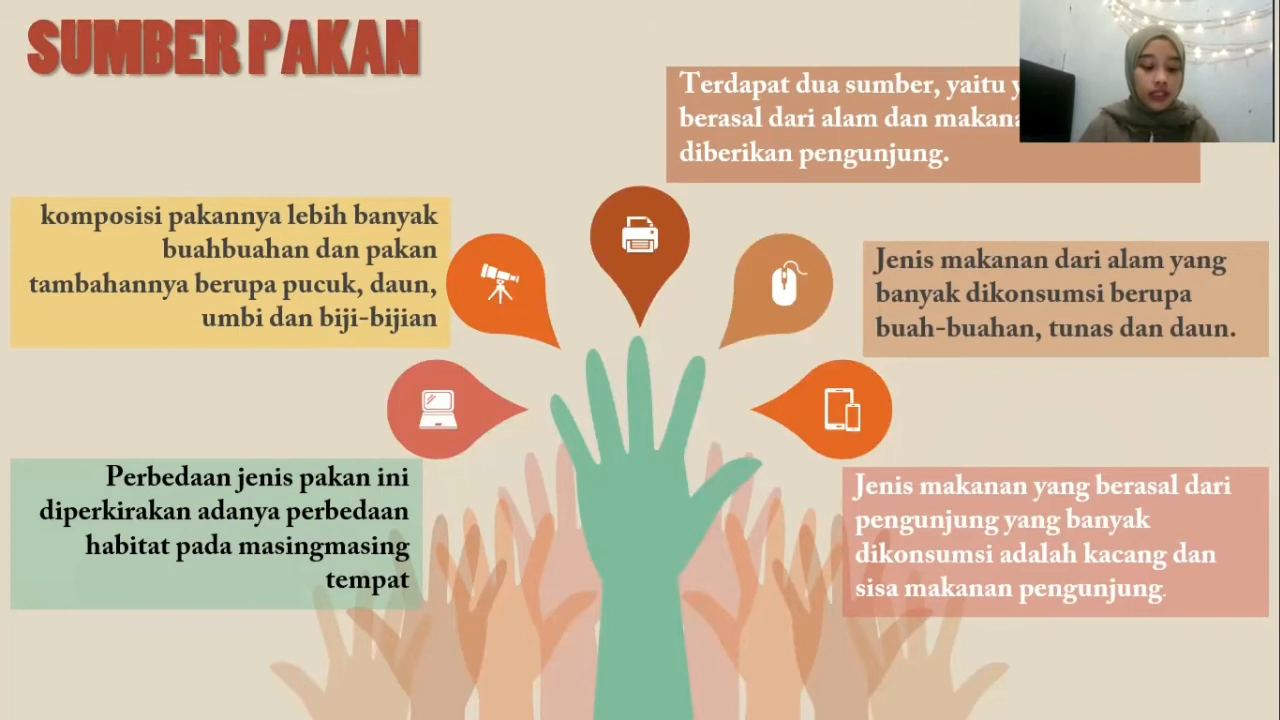 SUMBER PAKAN
Terdapat dua sumber, yaitu
berasal dari alam dan
diberikan pengunjung.
komposisi pakannya lebih banyak
buahbuahan dan pakan
tambahannya berupa pucuk, daun,
umbi dan biji-bijian
Jenis makanan dari alam yang
banyak dikonsumsi berupa
buah-buahan, tunas dan daun.
Perbedaan jenis pakan ini
diperkirakan adanya perbedaan
habitat pada masingmasing
tempat
Jenis makanan yang berasal dari
pengunjung yang banyak
dikonsumsi adalah kacang dan
sisa makanan pengunjung.